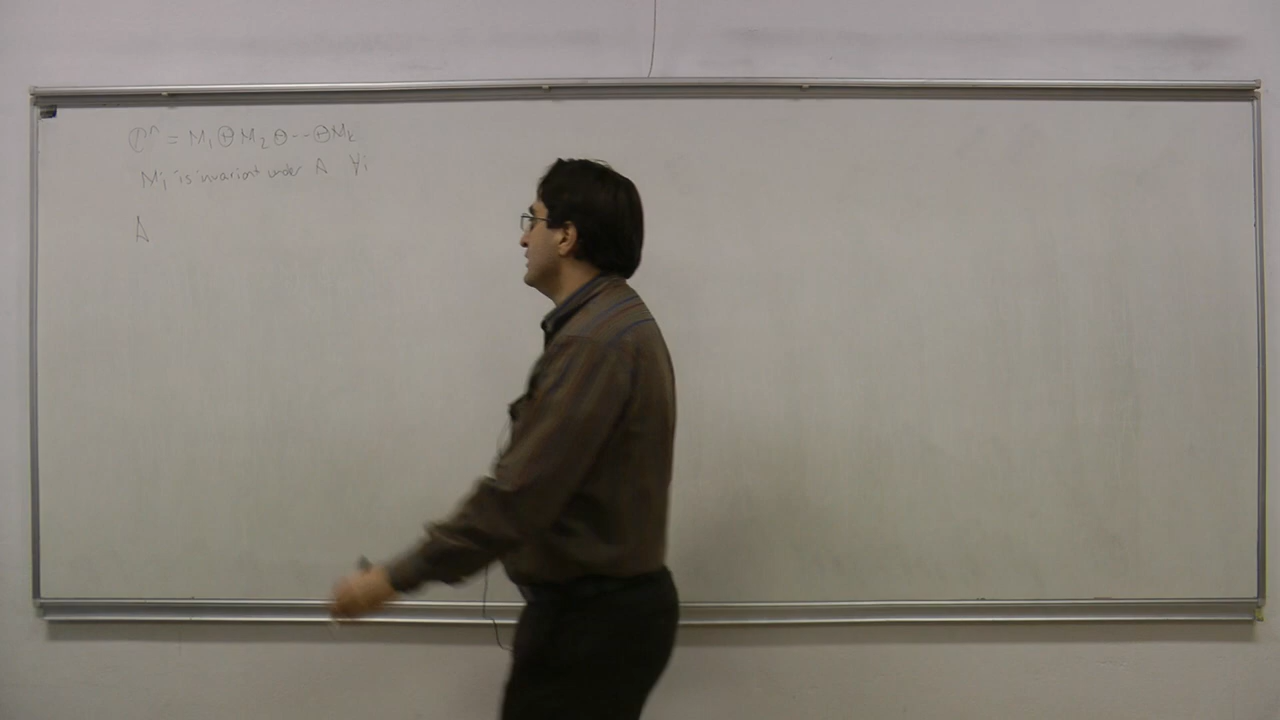 ℂⁿ = M₁ ⊕ M₂ ⊕ -- ⊕ Mₖ
Mᵢ is invariant under A ∀i
A